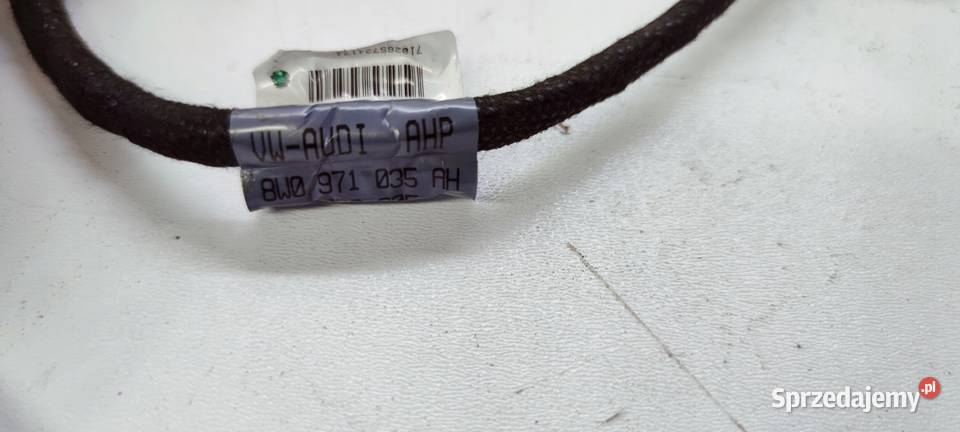 VW-AUDI AHP
8W0 971 035 AH
Sprzedajemy.pl